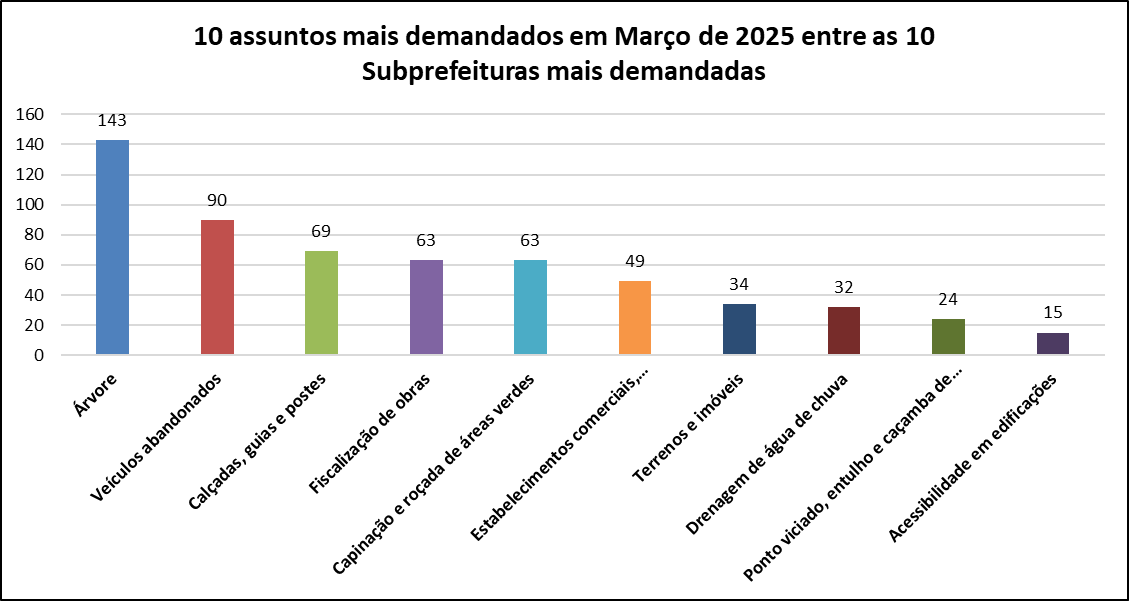 10 assuntos mais demandados em Março de 2025 entre as 10
Subprefeituras mais demandadas
160
140
120
100
80
60
40
20
0
143
90
69
63
63
49
34
32
24
15
Árvore
Veículos abandonados
Calçadas, guias e postes
Fiscalização de obras
Capinação e roçada de áreas verdes
Estabelecimentos comerciais,...
Terrenos e imóveis
Drenagem de água de chuva
Ponto viciado, entulho e caçamba de...
Acessibilidade em edificações